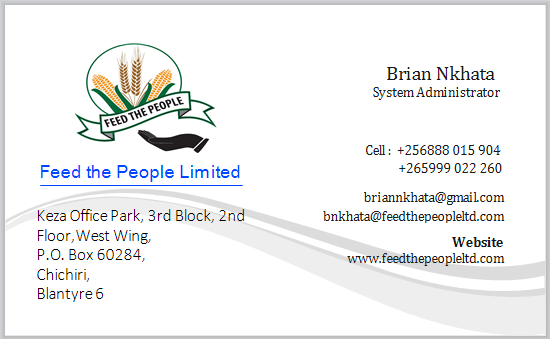 FEED THE PEOPLE
Feed the People Limited
Keza Office Park, 3rd Block, 2nd
Floor,West Wing,
P.O. Box 60284,
Chichiri,
Blantyre 6
Brian Nkhata
System Administrator
Cell : +256888 015 904
+265999 022 260
briannkhata@gmail.com
bnkhata@feedthepeopleltd.com
Website
www.feedthepeopleltd.com